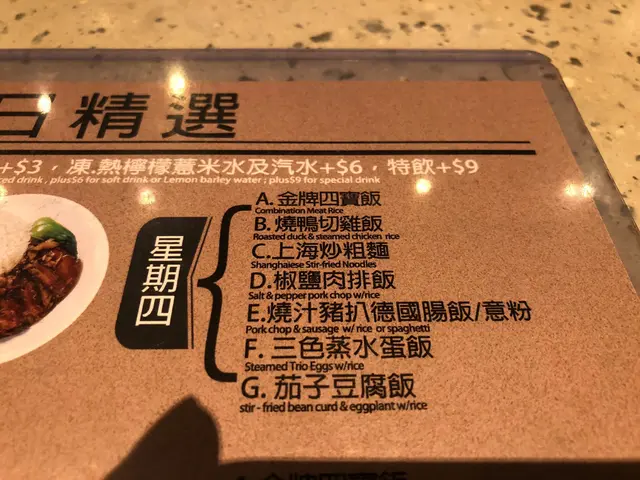 日精選
+$3，凍.熱檸檬薏米水及汽水+$6，特飲+$9
ced drink , plus$6 for soft drink or Lemon barley water ; plus$9 for special drink
星期四
A. 金牌四寶飯
Combination Meat Rice
B. 燒鴨切雞飯
Roasted duck & steamed chicken rice
C.上海炒粗麵
Shanghaiese Stir-fried Noodles
D.椒鹽肉排飯
Salt & pepper pork chop w/rice
E.燒汁豬扒德國腸飯/意粉
Pork chop & sausage w/ rice or spaghetti
F. 三色蒸水蛋飯
Steamed Trio Eggs w/rice
G. 茄子豆腐飯
stir - fried bean curd & eggplant w/rice